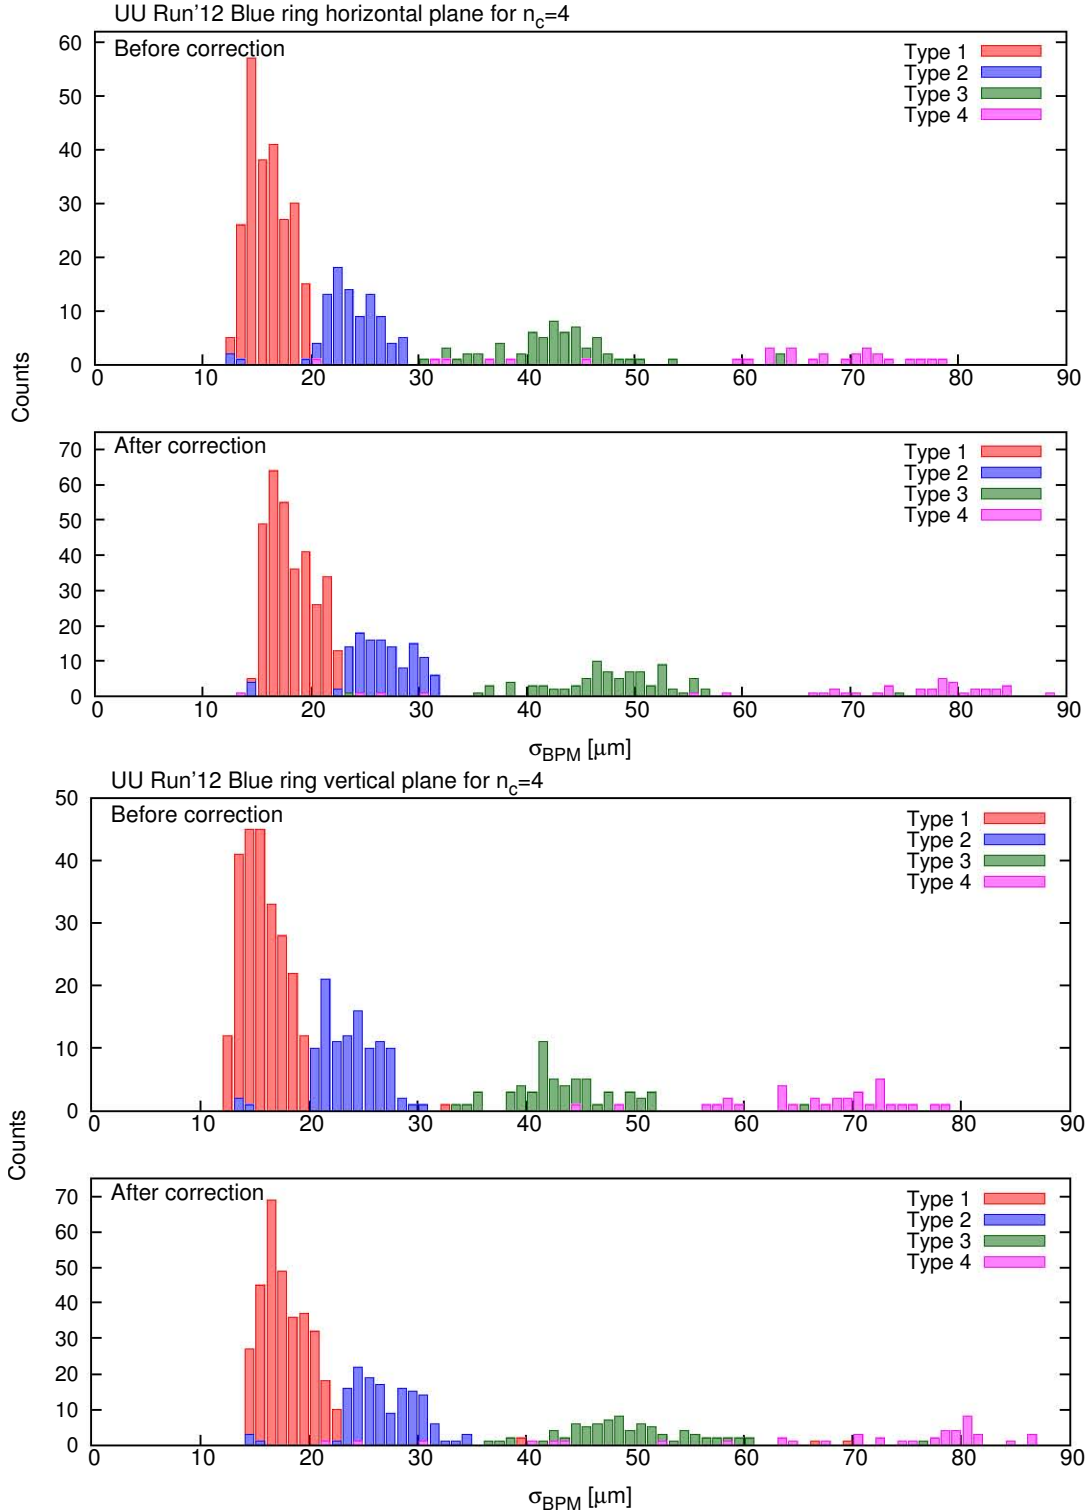 UU Run'12 Blue ring horizontal plane for nc=4
Before correction
Type 1
Type 2
Type 3
Type 4
60
50
40
30
20
10
0
0 10 20 30 40 50 60 70 80 90
Counts
After correction
Type 1
Type 2
Type 3
Type 4
70
60
50
40
30
20
10
0
0 10 20 30 40 50 60 70 80 90
σBPM [μm]
UU Run'12 Blue ring vertical plane for nc=4
Before correction
Type 1
Type 2
Type 3
Type 4
50
40
30
20
10
0
0 10 20 30 40 50 60 70 80 90
Counts
After correction
Type 1
Type 2
Type 3
Type 4
70
60
50
40
30
20
10
0
0 10 20 30 40 50 60 70 80 90
σBPM [μm]